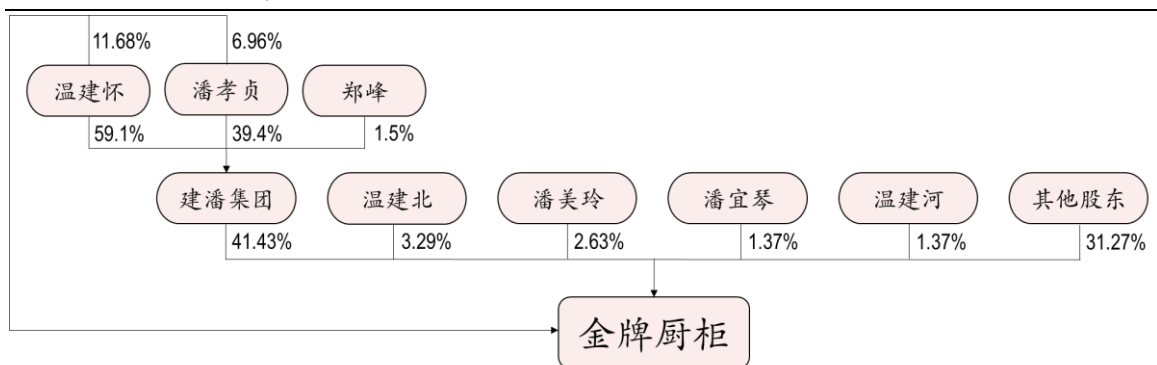 11.68% 6.96%
温建怀 潘孝贞 郑峰
59.1% 39.4% 1.5%
建潘集团 温建北 潘美玲 潘宜琴 温建河 其他股东
41.43% 3.29% 2.63% 1.37% 1.37% 31.27%
金牌厨柜